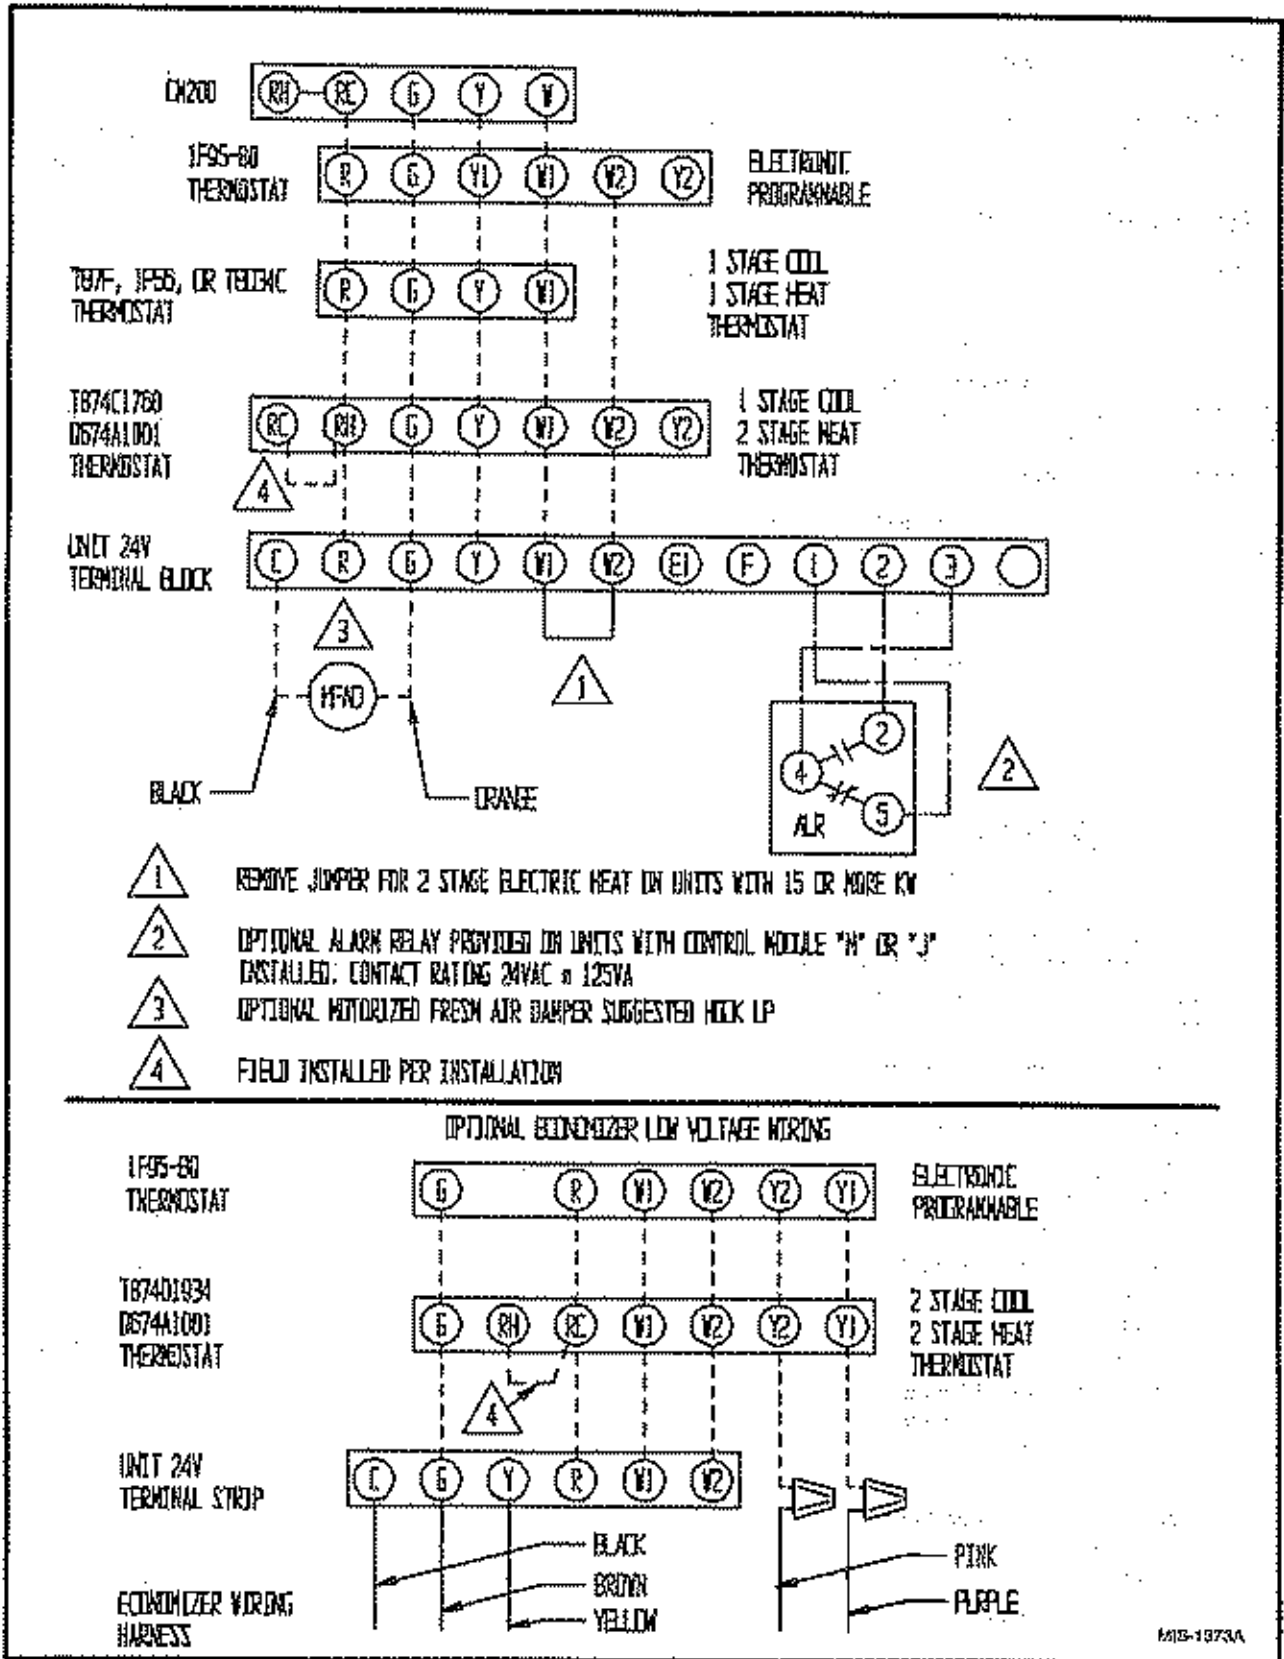 CM200 RH RC G Y W
1F95-80
THERMOSTAT
R G Y1 W1 W2 Y2
ELECTRONIC
PROGRAMMABLE
T87F, 1F56, OR T8034C
THERMOSTAT
R G Y W1
1 STAGE COOL
1 STAGE HEAT
THERMOSTAT
T874C1760
D674A1001
THERMOSTAT
RC RH G Y W1 W2 Y2
1 STAGE COOL
2 STAGE HEAT
THERMOSTAT
4
UNIT 24V
TERMINAL BLOCK
C R G Y W1 W2 E1 F 1 2 3
3
1
MFAD
2
4
5
ALR
2
BLACK
ORANGE
1 REMOVE JUMPER FOR 2 STAGE ELECTRIC HEAT ON UNITS WITH 15 OR MORE KW
2 OPTIONAL ALARM RELAY PROVIDED ON UNITS WITH CONTROL MODULE "M" OR "J"
INSTALLED. CONTACT RATING 24VAC @ 125VA
3 OPTIONAL MOTORIZED FRESH AIR DAMPER SUGGESTED HOOK UP
4 FIELD INSTALLED PER INSTALLATION
OPTIONAL ECONOMIZER LOW VOLTAGE WIRING
1F95-80
THERMOSTAT
G R W1 W2 Y2 Y1
ELECTRONIC
PROGRAMMABLE
T874D1934
D674A1001
THERMOSTAT
G RH RC W1 W2 Y2 Y1
2 STAGE COOL
2 STAGE HEAT
THERMOSTAT
4
UNIT 24V
TERMINAL STRIP
C G Y R W1 W2
BLACK
BROWN
YELLOW
PINK
PURPLE
ECONOMIZER WIRING
HARNESS
MIS-1373A